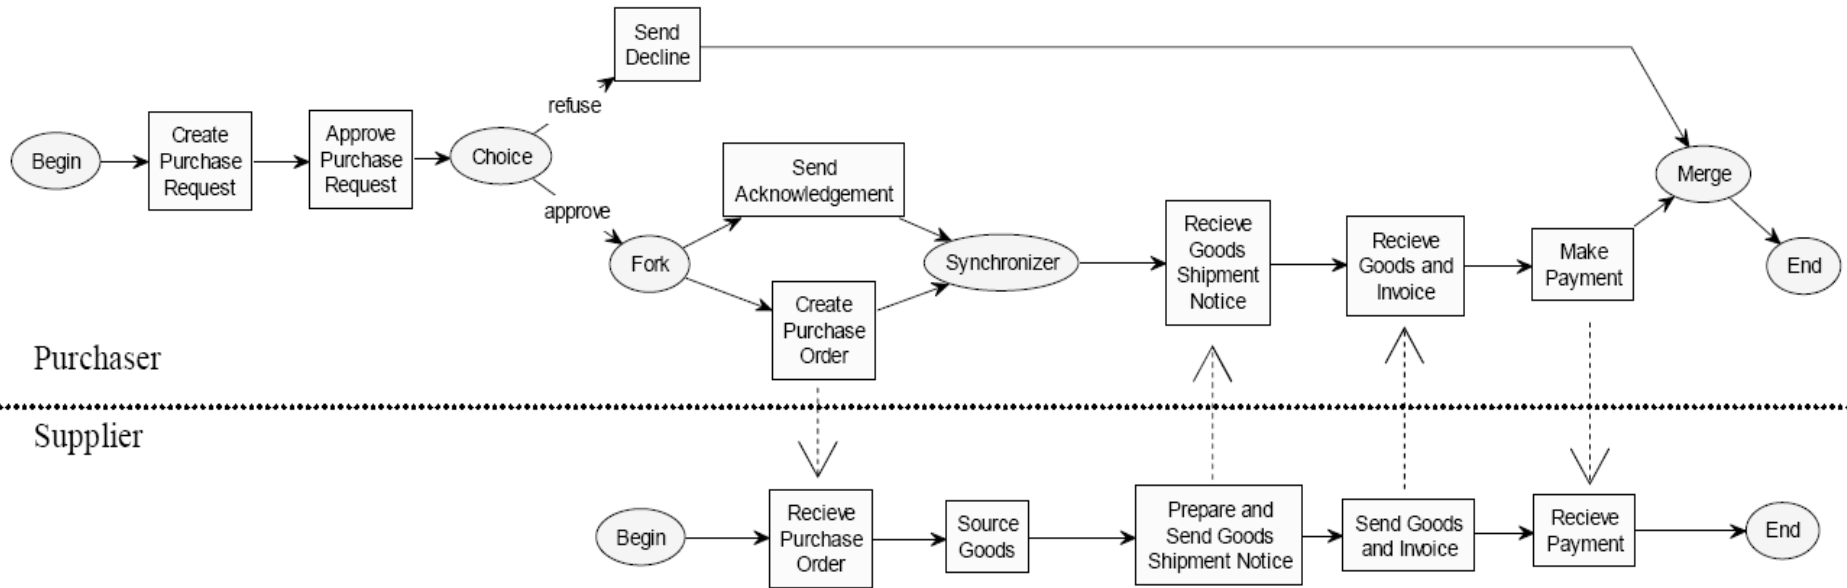 Send
Decline
refuse
Begin
Create
Purchase
Request
Approve
Purchase
Request
Choice
approve
Fork
Send
Acknowledgement
Create
Purchase
Order
Synchronizer
Recieve
Goods
Shipment
Notice
Recieve
Goods and
Invoice
Make
Payment
Merge
End
Purchaser
Supplier
Begin
Recieve
Purchase
Order
Source
Goods
Prepare and
Send Goods
Shipment Notice
Send Goods
and Invoice
Recieve
Payment
End